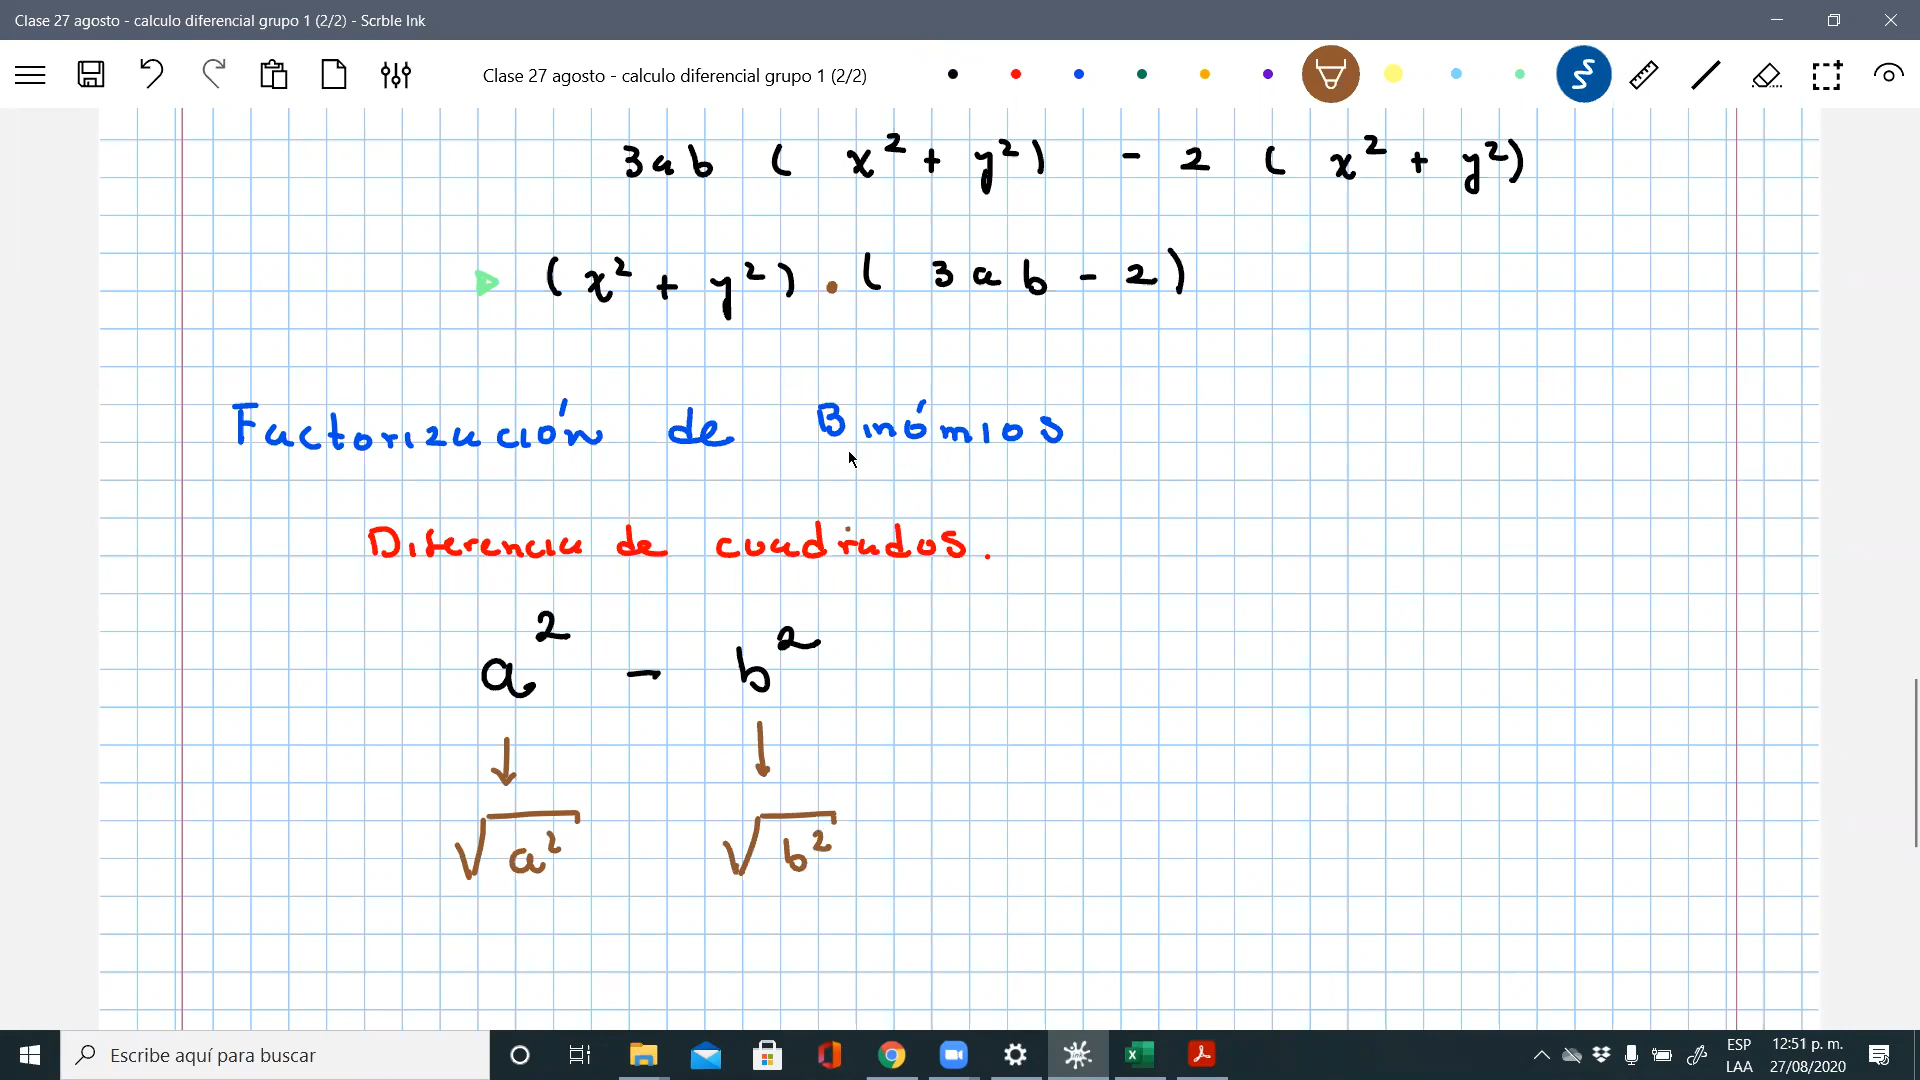 Clase 27 agosto - calculo diferencial grupo 1 (2/2) - Scrble Ink
Clase 27 agosto - calculo diferencial grupo 1 (2/2)
3ab ( x² + y² ) - 2 ( x² + y² )
( x² + y² ) · ( 3ab - 2 )
Factorización de Binómios
Diferencia de cuadrados.
a² - b²
↓ ↓
√a² √b²
Escribe aquí para buscar
ESP
LAA
12:51 p. m.
27/08/2020